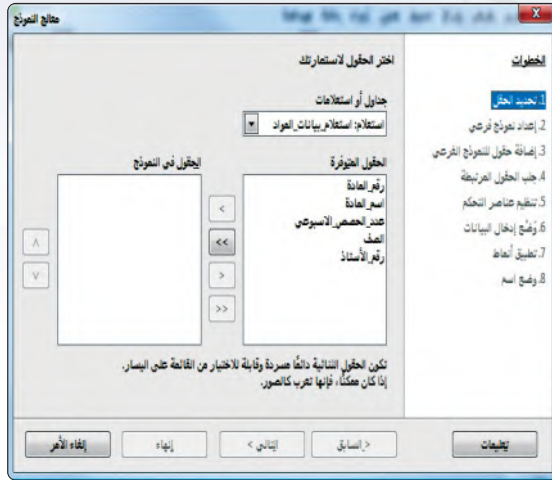 معالج النموذج
الخطوات
1. تحديد الحقل
2. إعداد نموذج فرعي
3. إضافة حقول للنموذج الفرعي
4. جلب الحقول المرتبطة
5. تنظيم عناصر التحكم
6. وَضْع إدخال البيانات
7. تطبيق أنماط
8. وضع اسم
اختر الحقول لاستمارتك
جداول أو استعلامات
استعلام: استعلام_بيانات_المواد
الحقول المتوفرة
رقم_المادة
اسم_المادة
عدد_الحصص_الاسبوعي
الصف
رقم_الأستاذ
الحقول في النموذج
>
>>
<
<<
تكون الحقول الثنائية دائمًا مسردة وقابلة للاختيار من القائمة على اليسار.
إذا كان ممكنًا، فإنها تعرب كالصور.
تعليمات
< السابق
التالي >
إنهاء
إلغاء الأمر